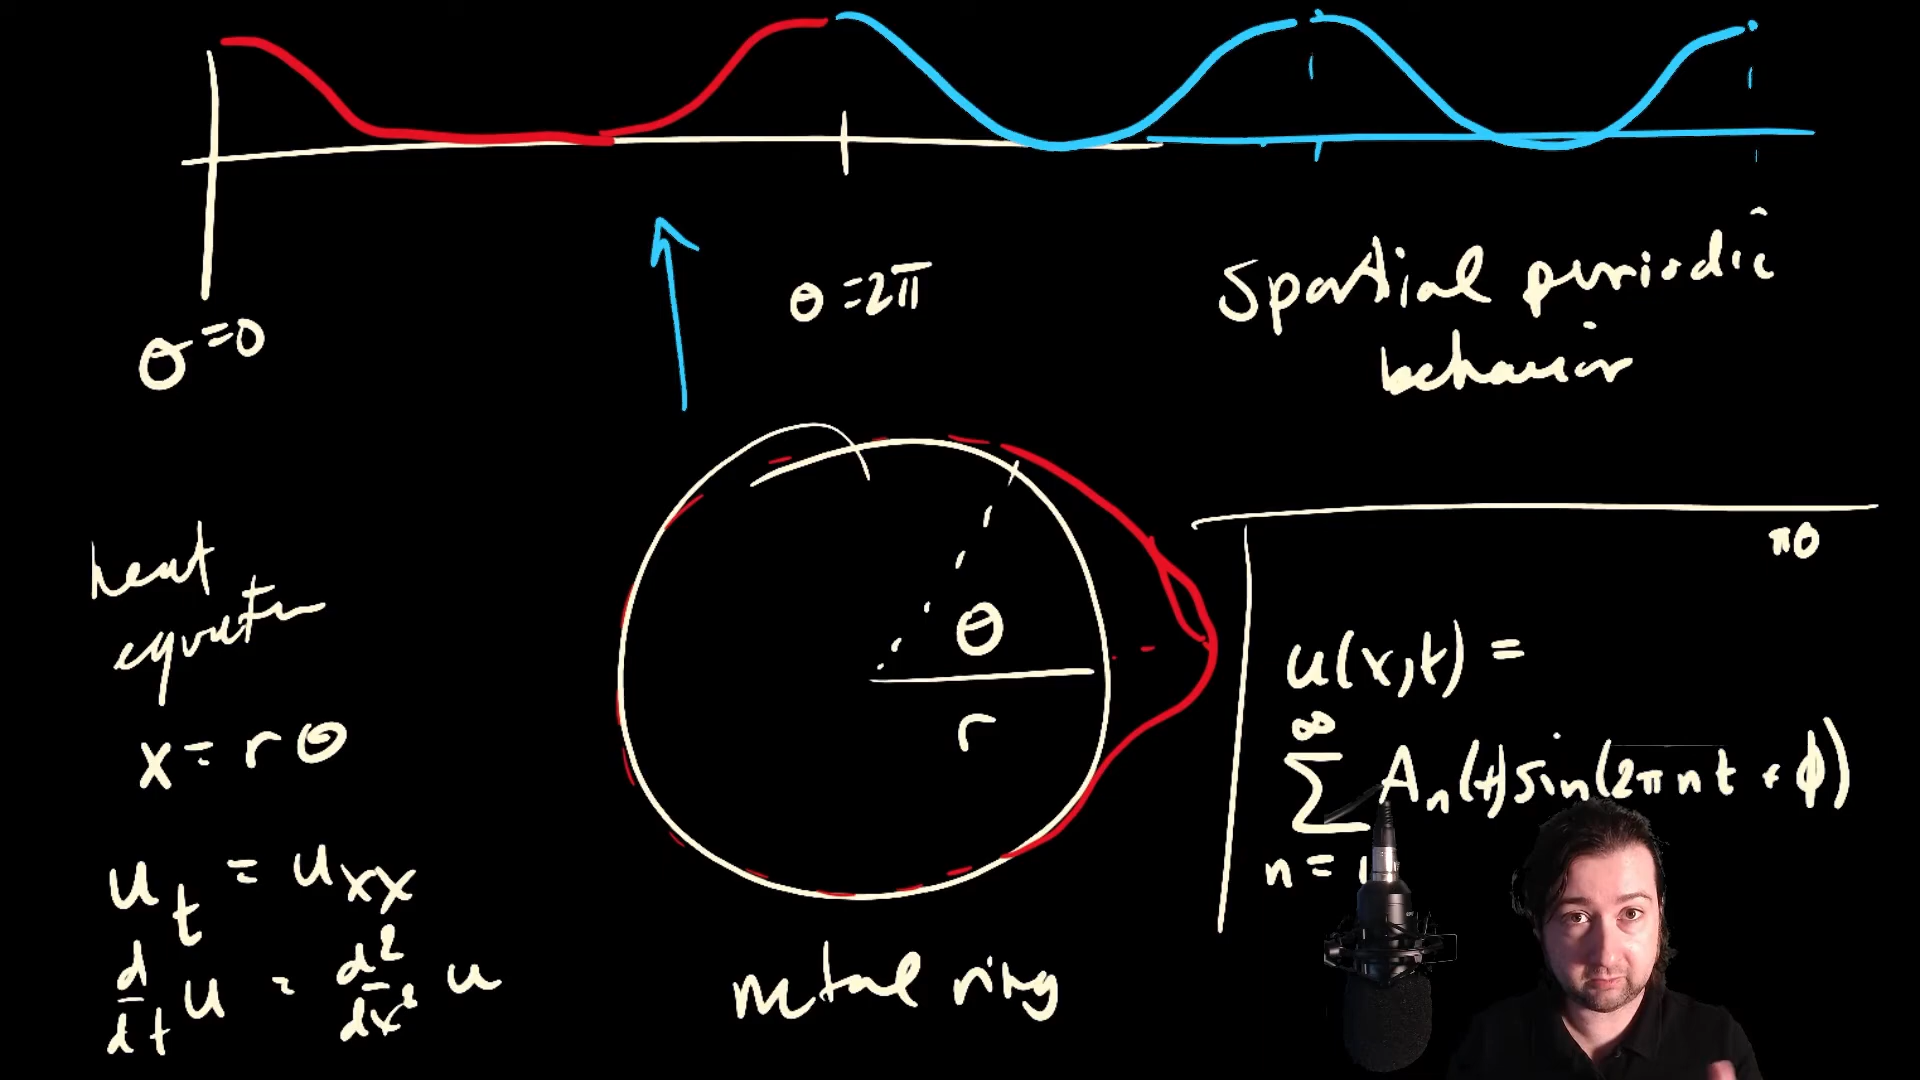 θ=0
θ=2π
Spatial periodic
behavior
heat
equation
x = rθ
u_t = u_xx
d/dt u = d²/dx² u
θ
r
metal ring
πθ
u(x,t) =
∞
∑ A_n(t) sin(2πnt + φ)
n=1